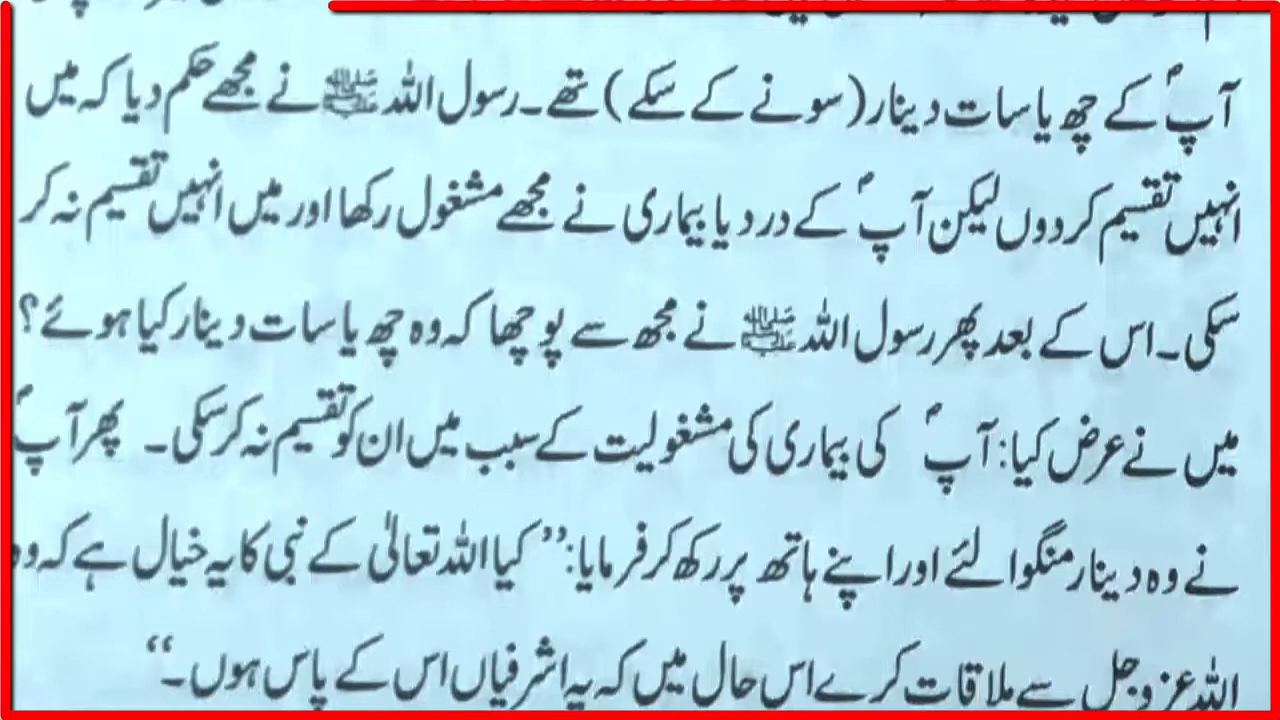 آپؐ کے چھ یا سات دینار (سونے کے سکے) تھے۔ رسول اللہ ﷺ نے مجھے حکم دیا کہ میں
انہیں تقسیم کر دوں لیکن آپؐ کے درد یا بیماری نے مجھے مشغول رکھا اور میں انہیں تقسیم نہ کر
سکی۔ اس کے بعد پھر رسول اللہ ﷺ نے مجھ سے پوچھا کہ وہ چھ یا سات دینار کیا ہوئے؟
میں نے عرض کیا: آپؐ کی بیماری کی مشغولیت کے سبب میں ان کو تقسیم نہ کر سکی۔ پھر آپؐ
نے وہ دینار منگوا لئے اور اپنے ہاتھ پر رکھ کر فرمایا: ’’کیا اللہ تعالیٰ کے نبی کا یہ خیال ہے کہ وہ
اللہ عز وجل سے ملاقات کرے اس حال میں کہ یہ اشرفیاں اس کے پاس ہوں۔‘‘